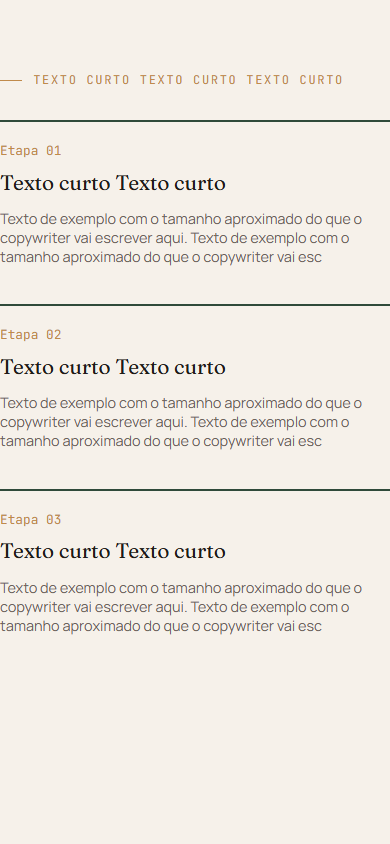 TEXTO CURTO TEXTO CURTO TEXTO CURTO
Etapa 01
Texto curto Texto curto
Texto de exemplo com o tamanho aproximado do que o
copywriter vai escrever aqui. Texto de exemplo com o
tamanho aproximado do que o copywriter vai esc
Etapa 02
Texto curto Texto curto
Texto de exemplo com o tamanho aproximado do que o
copywriter vai escrever aqui. Texto de exemplo com o
tamanho aproximado do que o copywriter vai esc
Etapa 03
Texto curto Texto curto
Texto de exemplo com o tamanho aproximado do que o
copywriter vai escrever aqui. Texto de exemplo com o
tamanho aproximado do que o copywriter vai esc